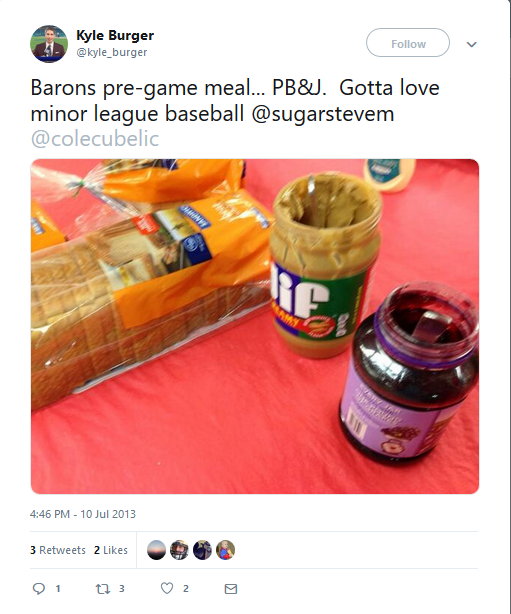 Kyle Burger
@kyle_burger
Follow
Barons pre-game meal... PB&J. Gotta love
minor league baseball @sugarstevem
@colecubelic
Jif
CREAMY
4:46 PM - 10 Jul 2013
3 Retweets 2 Likes
1 3 2